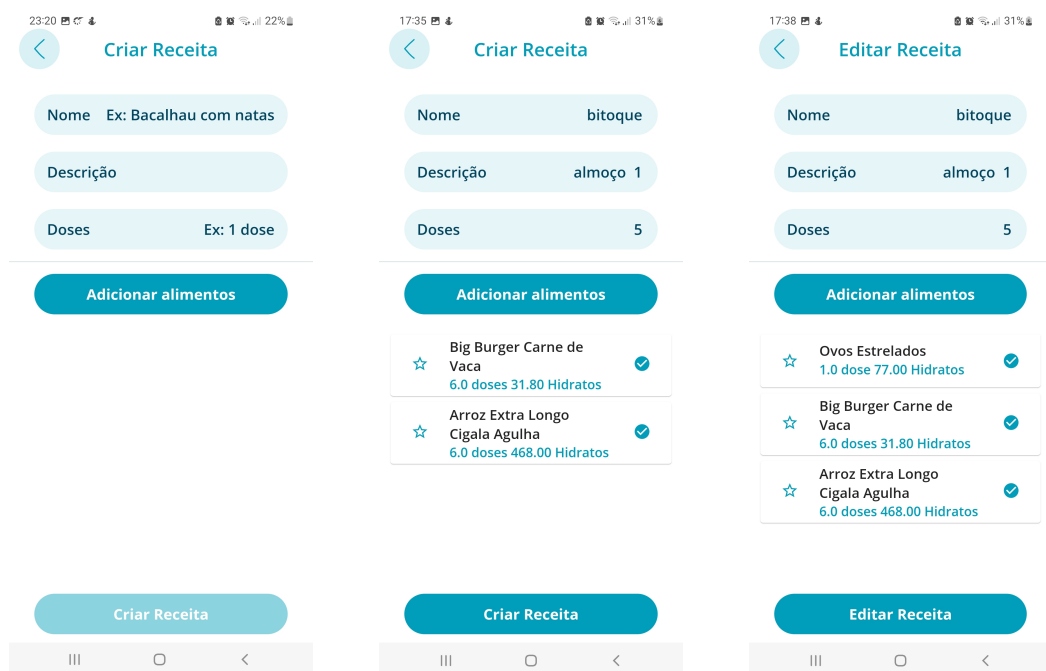 23:20 22%
Criar Receita
Nome Ex: Bacalhau com natas
Descrição
Doses Ex: 1 dose
Adicionar alimentos
Criar Receita
17:35 31%
Criar Receita
Nome bitoque
Descrição almoço 1
Doses 5
Adicionar alimentos
Big Burger Carne de
Vaca
6.0 doses 31.80 Hidratos
Arroz Extra Longo
Cigala Agulha
6.0 doses 468.00 Hidratos
Criar Receita
17:38 31%
Editar Receita
Nome bitoque
Descrição almoço 1
Doses 5
Adicionar alimentos
Ovos Estrelados
1.0 dose 77.00 Hidratos
Big Burger Carne de
Vaca
6.0 doses 31.80 Hidratos
Arroz Extra Longo
Cigala Agulha
6.0 doses 468.00 Hidratos
Editar Receita